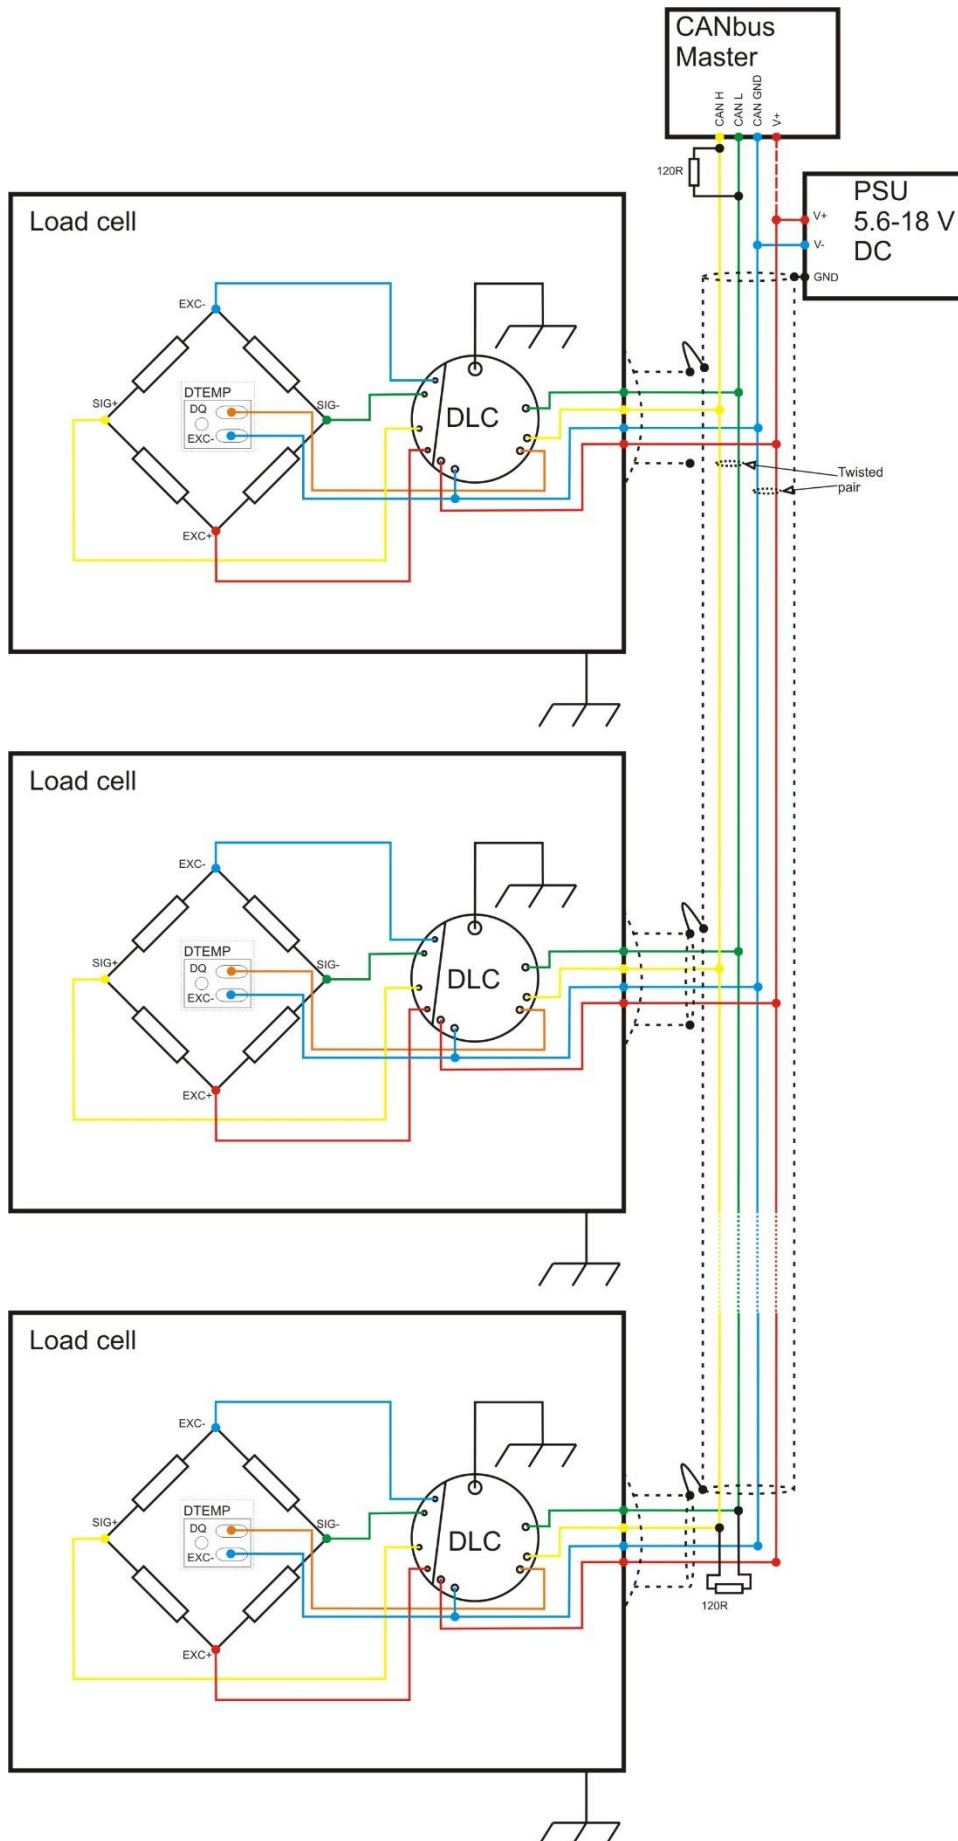 CANbus
Master
CAN H
CAN L
CAN GND
V+
120R
PSU
5.6-18 V
DC
V+
V-
GND
Load cell
EXC-
DTEMP
DQ
EXC-
SIG+
SIG-
DLC
EXC+
Twisted
pair
Load cell
EXC-
DTEMP
DQ
EXC-
SIG+
SIG-
DLC
EXC+
Load cell
EXC-
DTEMP
DQ
EXC-
SIG+
SIG-
DLC
EXC+
120R